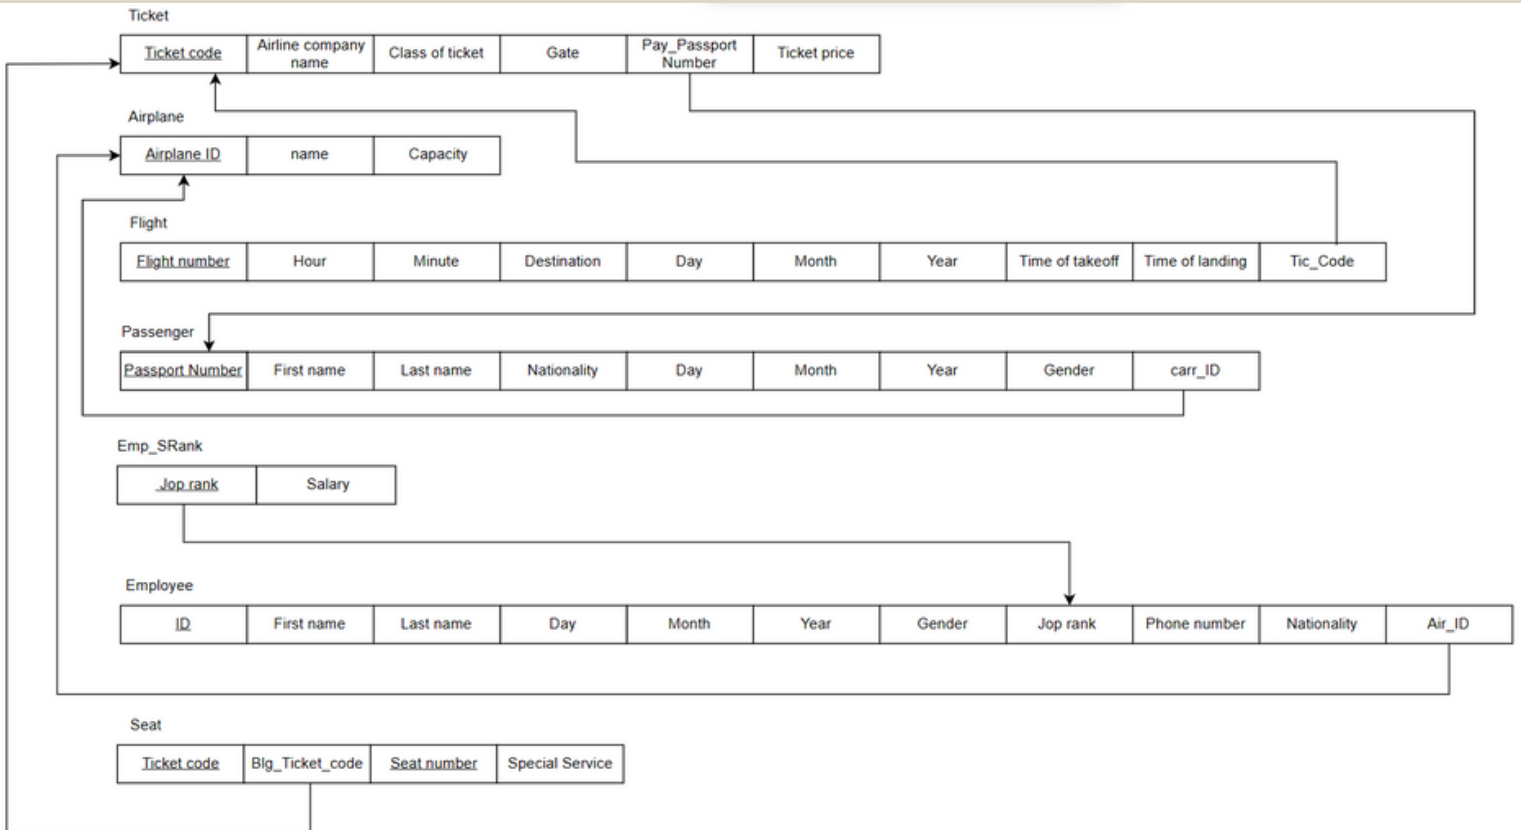 Ticket
Ticket code
Airline company
name
Class of ticket
Gate
Pay_Passport
Number
Ticket price
Airplane
Airplane ID
name
Capacity
Flight
Flight number
Hour
Minute
Destination
Day
Month
Year
Time of takeoff
Time of landing
Tic_Code
Passenger
Passport Number
First name
Last name
Nationality
Day
Month
Year
Gender
carr_ID
Emp_SRank
Jop rank
Salary
Employee
ID
First name
Last name
Day
Month
Year
Gender
Jop rank
Phone number
Nationality
Air_ID
Seat
Ticket code
Blg_Ticket_code
Seat number
Special Service